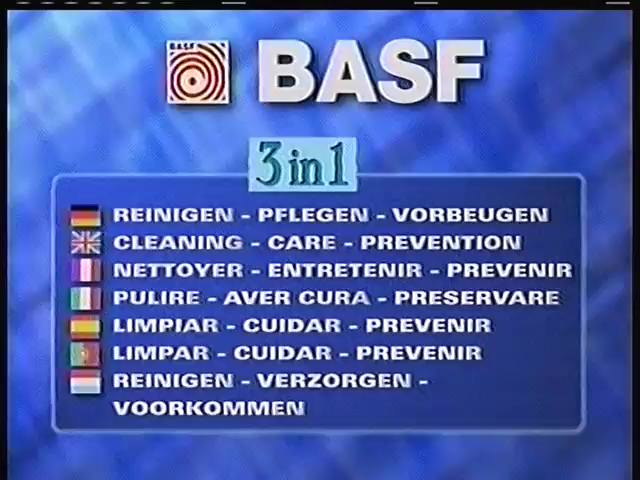 BASF
BASF
3 in 1
REINIGEN - PFLEGEN - VORBEUGEN
CLEANING - CARE - PREVENTION
NETTOYER - ENTRETENIR - PREVENIR
PULIRE - AVER CURA - PRESERVARE
LIMPIAR - CUIDAR - PREVENIR
LIMPAR - CUIDAR - PREVENIR
REINIGEN - VERZORGEN -
VOORKOMMEN